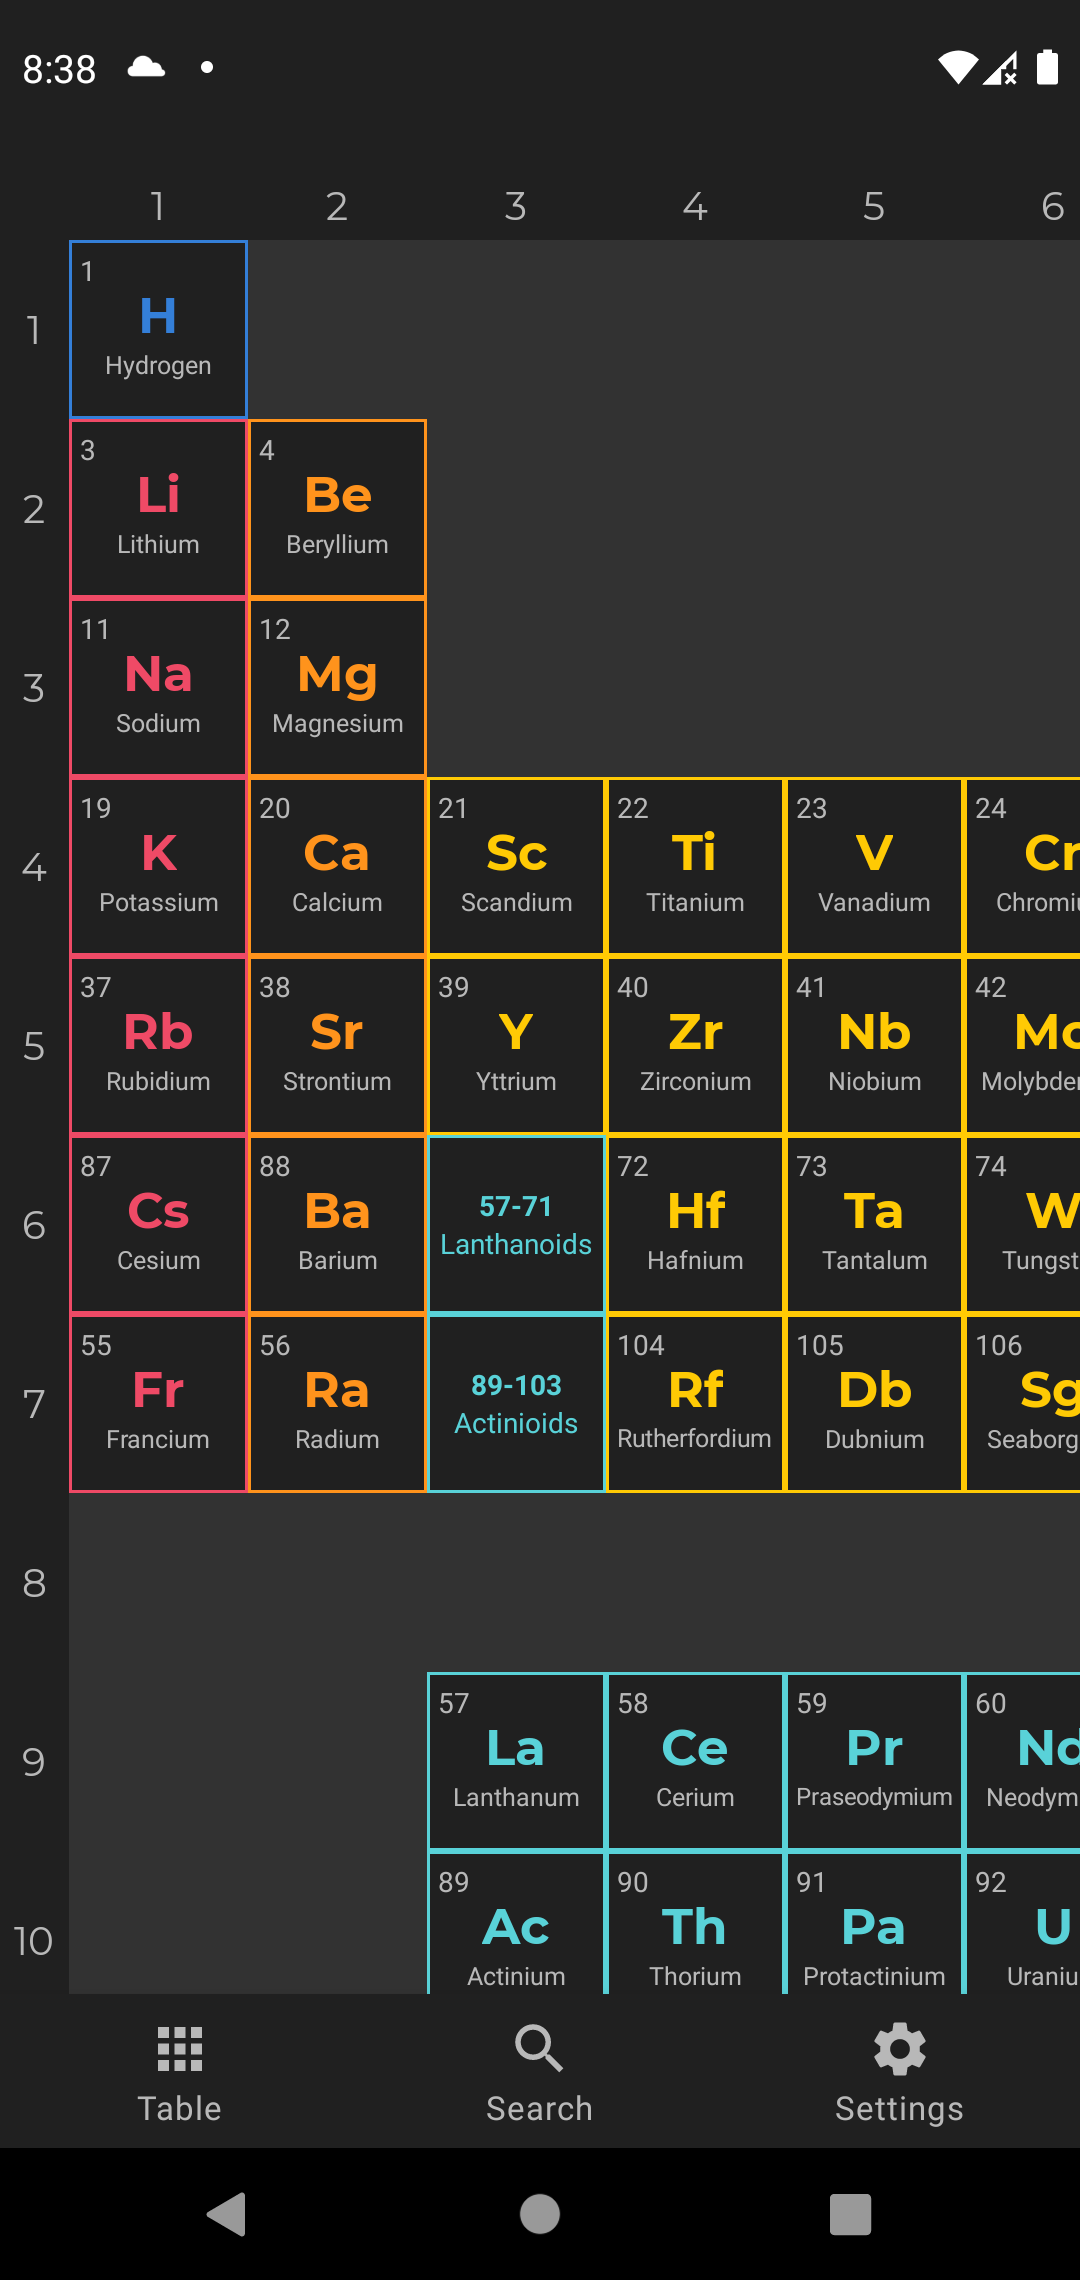 8:38
1 2 3 4 5 6
1
1
H
Hydrogen
2
3 4
Li Be
Lithium Beryllium
3
11 12
Na Mg
Sodium Magnesium
4
19 20 21 22 23 24
K Ca Sc Ti V Cr
Potassium Calcium Scandium Titanium Vanadium Chromiu
5
37 38 39 40 41 42
Rb Sr Y Zr Nb Mo
Rubidium Strontium Yttrium Zirconium Niobium Molybden
6
87 88 57-71 72 73 74
Cs Ba Lanthanoids Hf Ta W
Cesium Barium Hafnium Tantalum Tungst
7
55 56 89-103 104 105 106
Fr Ra Actinioids Rf Db Sg
Francium Radium Rutherfordium Dubnium Seaborg
8
9
57 58 59 60
La Ce Pr Nd
Lanthanum Cerium Praseodymium Neodym
10
89 90 91 92
Ac Th Pa U
Actinium Thorium Protactinium Uraniu
Table Search Settings